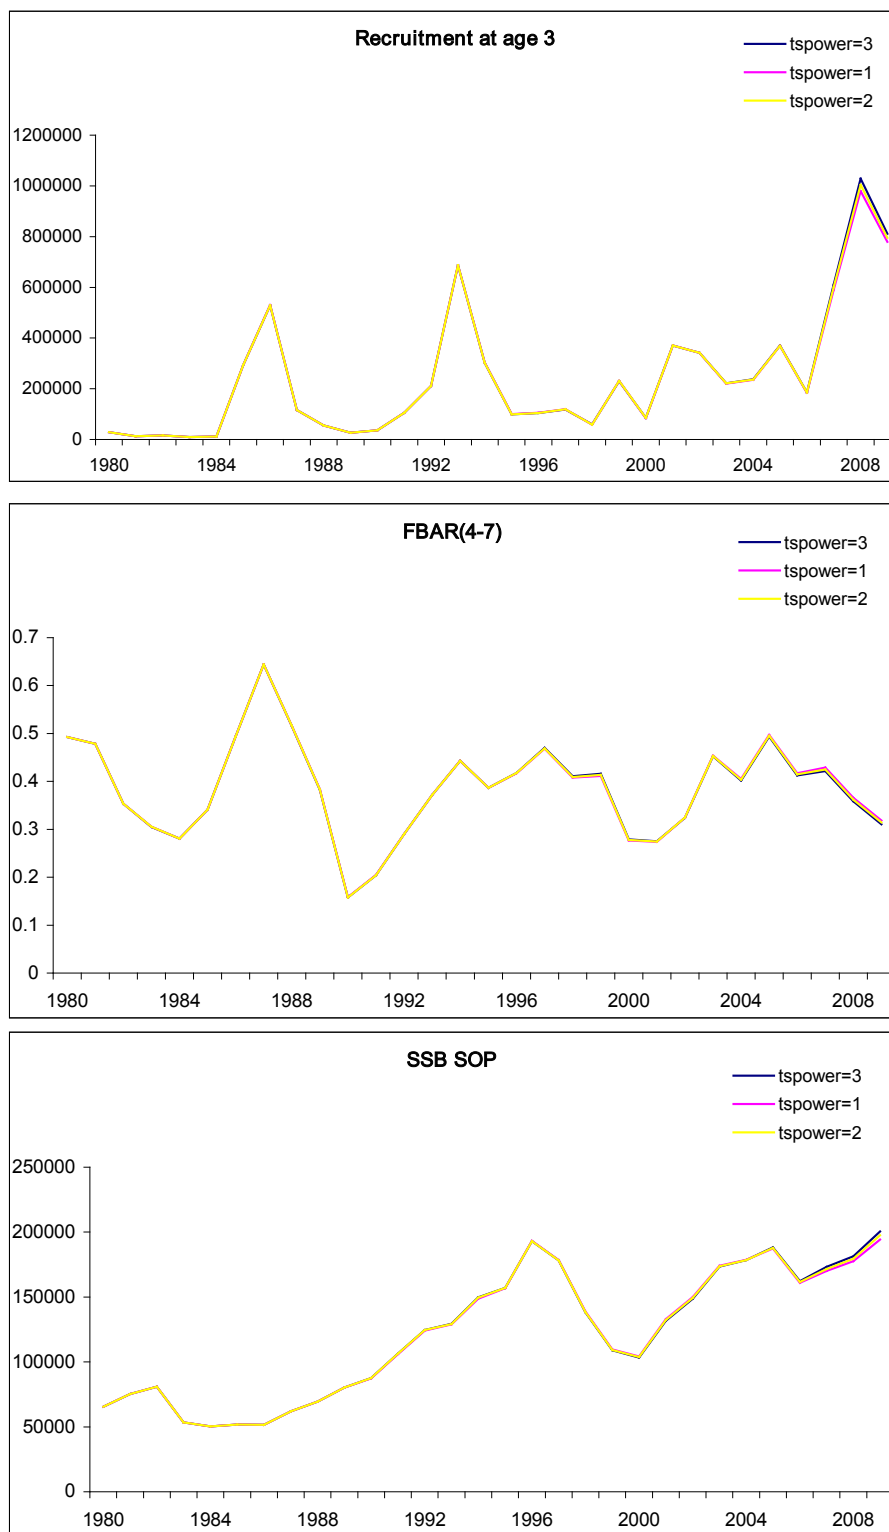 Recruitment at age 3
tspower=3
tspower=1
tspower=2
1200000
1000000
800000
600000
400000
200000
0
1980 1984 1988 1992 1996 2000 2004 2008
FBAR(4-7)
tspower=3
tspower=1
tspower=2
0.7
0.6
0.5
0.4
0.3
0.2
0.1
0
1980 1984 1988 1992 1996 2000 2004 2008
SSB SOP
tspower=3
tspower=1
tspower=2
250000
200000
150000
100000
50000
0
1980 1984 1988 1992 1996 2000 2004 2008